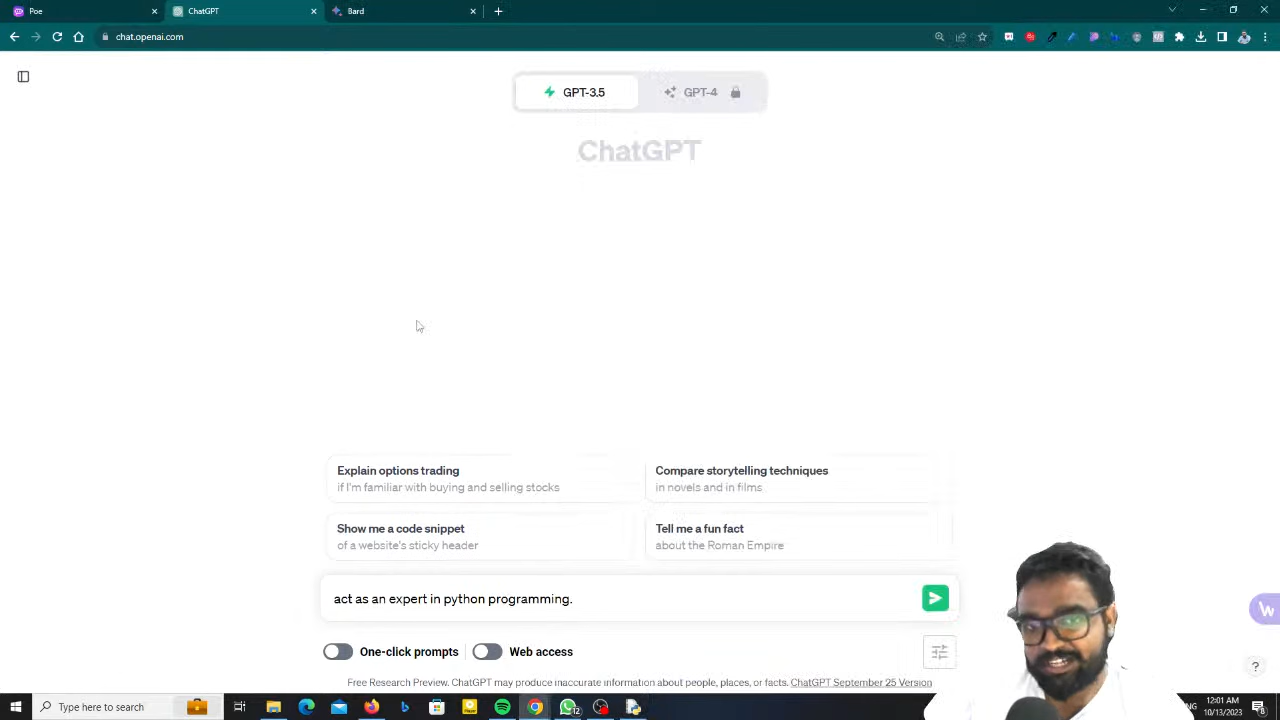 Poe
ChatGPT
Bard
chat.openai.com
GPT-3.5
GPT-4
ChatGPT
Explain options trading
if I'm familiar with buying and selling stocks
Compare storytelling techniques
in novels and in films
Show me a code snippet
of a website's sticky header
Tell me a fun fact
about the Roman Empire
act as an expert in python programming.
One-click prompts
Web access
Free Research Preview. ChatGPT may produce inaccurate information about people, places, or facts. ChatGPT September 25 Version
?
Type here to search
12
NG
12:01 AM
10/13/2023